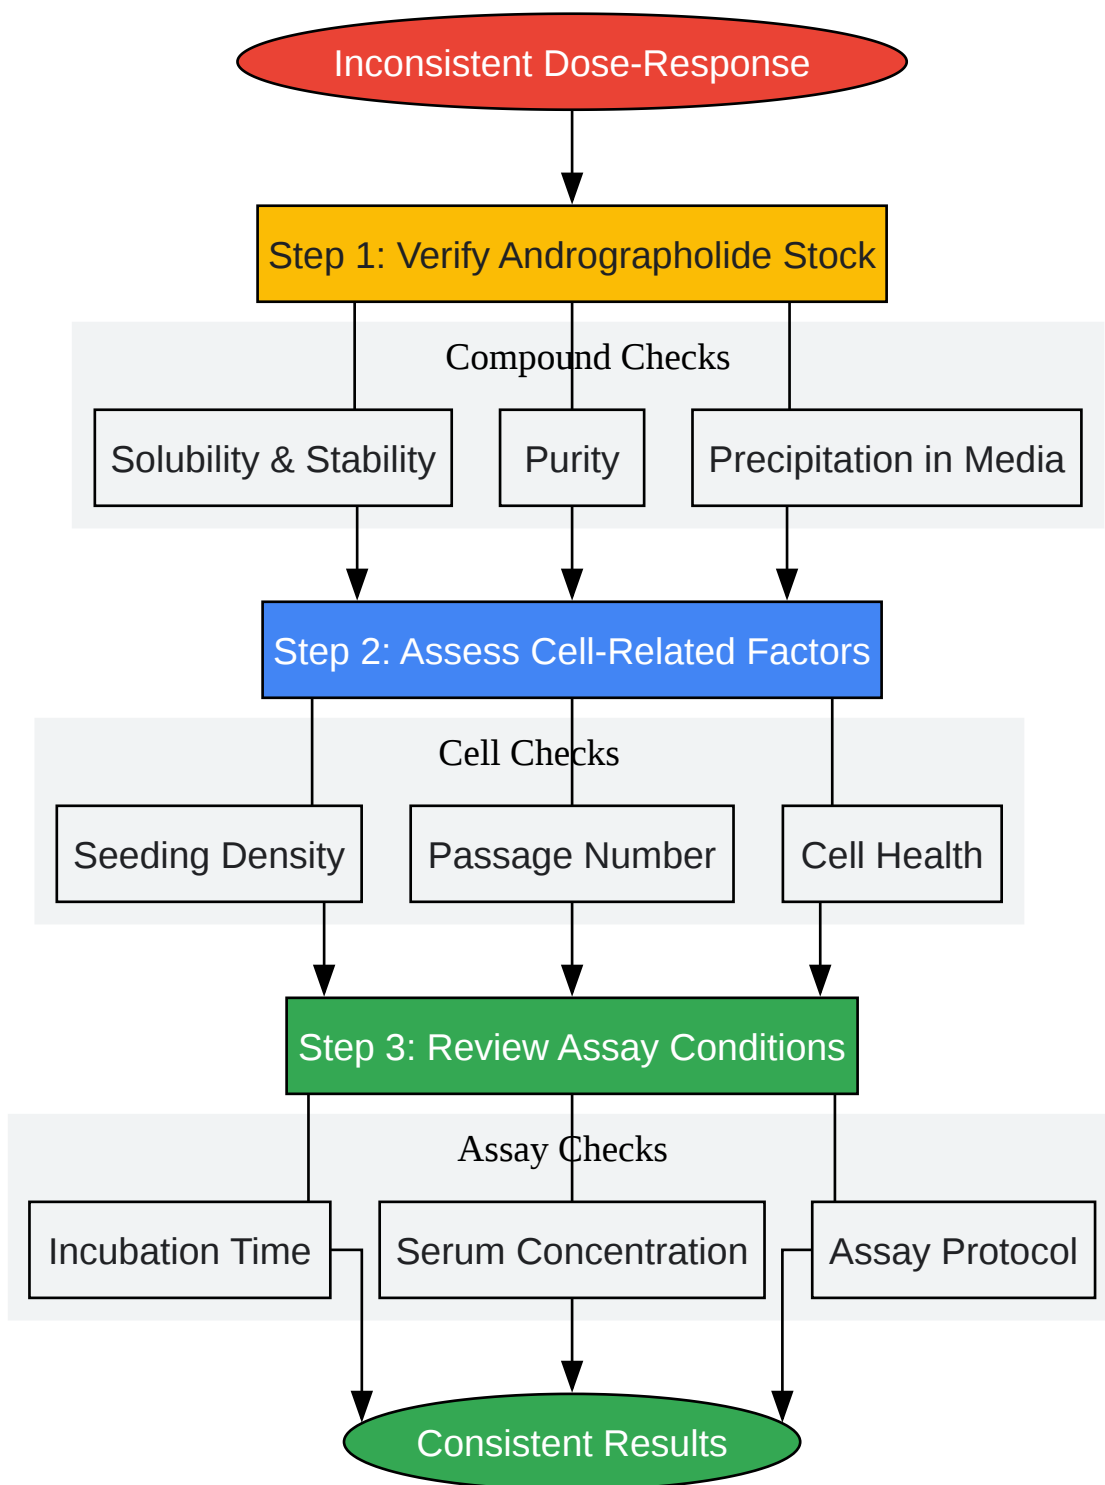 Inconsistent Dose-Response
Step 1: Verify Andrographolide Stock
Compound Checks
Solubility & Stability
Purity
Precipitation in Media
Step 2: Assess Cell-Related Factors
Cell Checks
Seeding Density
Passage Number
Cell Health
Step 3: Review Assay Conditions
Assay Checks
Incubation Time
Serum Concentration
Assay Protocol
Consistent Results